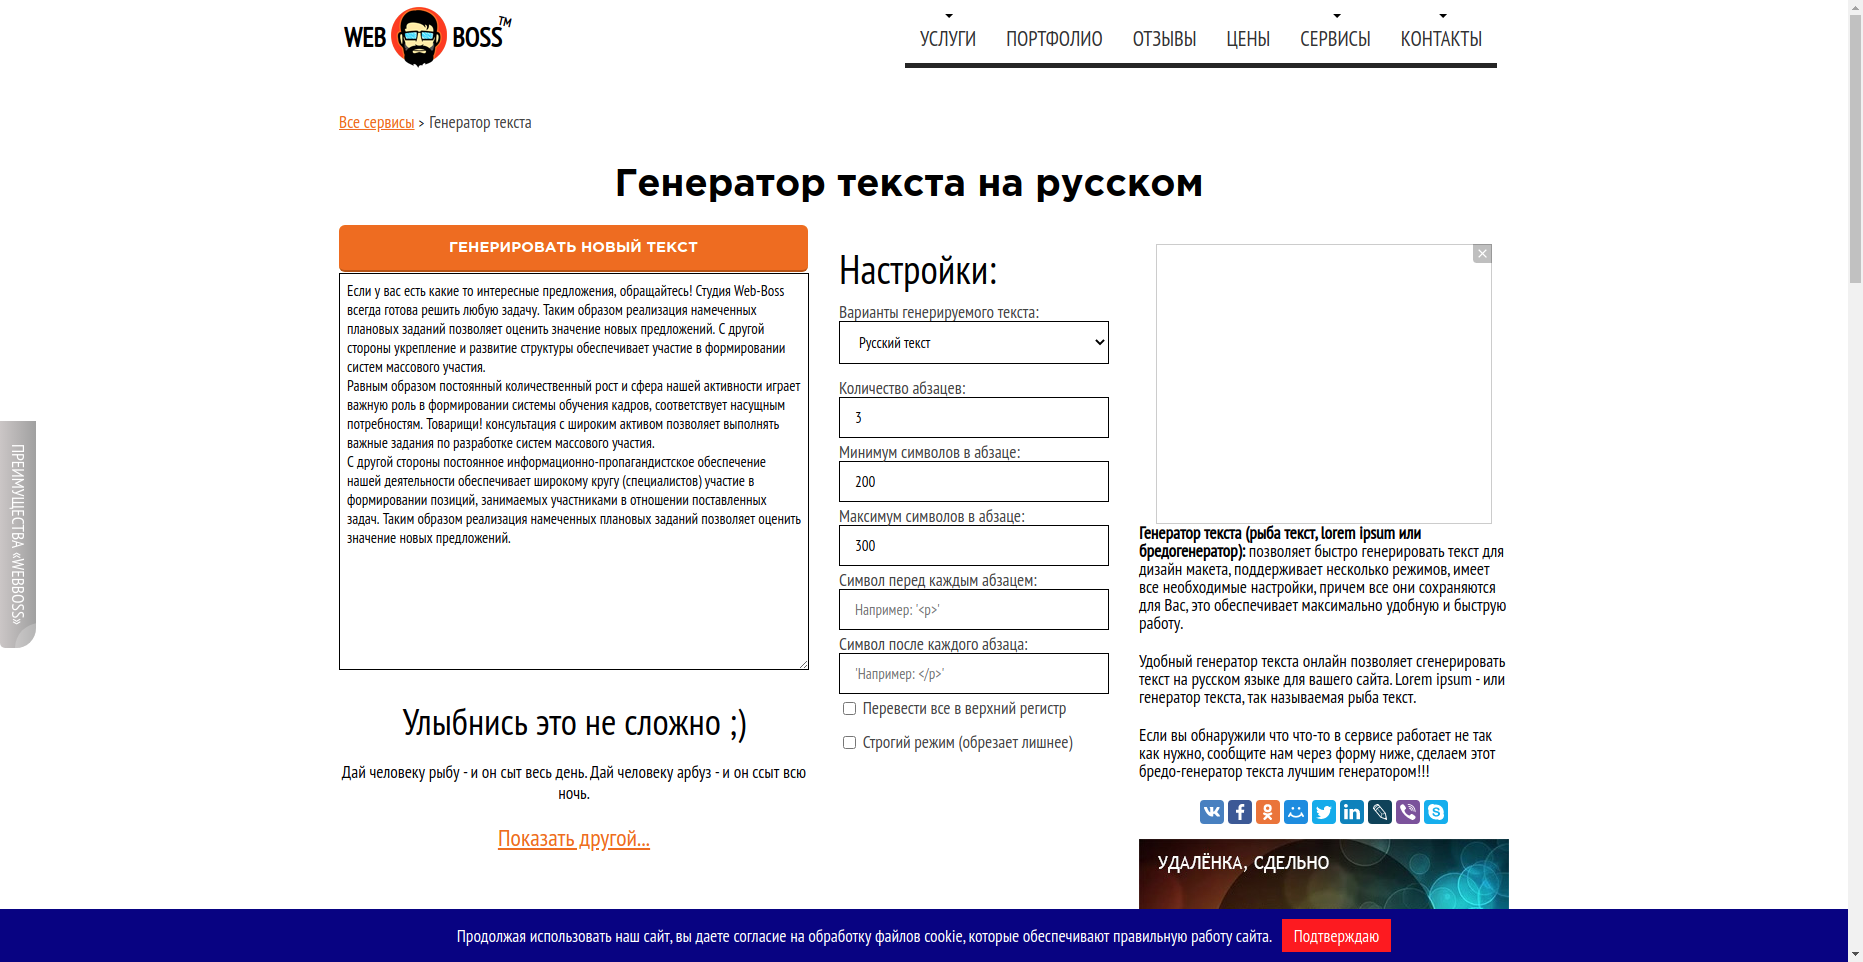 WEB BOSS TM
УСЛУГИ ПОРТФОЛИО ОТЗЫВЫ ЦЕНЫ СЕРВИСЫ КОНТАКТЫ
Все сервисы > Генератор текста
Генератор текста на русском
ГЕНЕРИРОВАТЬ НОВЫЙ ТЕКСТ
Если у вас есть какие то интересные предложения, обращайтесь! Студия Web-Boss
всегда готова решить любую задачу. Таким образом реализация намеченных
плановых заданий позволяет оценить значение новых предложений. С другой
стороны укрепление и развитие структуры обеспечивает участие в формировании
систем массового участия.
Равным образом постоянный количественный рост и сфера нашей активности играет
важную роль в формировании системы обучения кадров, соответствует насущным
потребностям. Товарищи! консультация с широким активом позволяет выполнять
важные задания по разработке систем массового участия.
С другой стороны постоянное информационно-пропагандистское обеспечение
нашей деятельности обеспечивает широкому кругу (специалистов) участие в
формировании позиций, занимаемых участниками в отношении поставленных
задач. Таким образом реализация намеченных плановых заданий позволяет оценить
значение новых предложений.
Улыбнись это не сложно ;)
Дай человеку рыбу - и он сыт весь день. Дай человеку арбуз - и он ссыт всю
ночь.
Показать другой...
Настройки:
Варианты генерируемого текста:
Русский текст
Количество абзацев:
3
Минимум символов в абзаце:
200
Максимум символов в абзаце:
300
Символ перед каждым абзацем:
Например: '<p>'
Символ после каждого абзаца:
'Например: </p>'
Перевести все в верхний регистр
Строгий режим (обрезает лишнее)
Генератор текста (рыба текст, lorem ipsum или
бредогенератор): позволяет быстро генерировать текст для
дизайн макета, поддерживает несколько режимов, имеет
все необходимые настройки, причем все они сохраняются
для Вас, это обеспечивает максимально удобную и быструю
работу.
Удобный генератор текста онлайн позволяет сгенерировать
текст на русском языке для вашего сайта. Lorem ipsum - или
генератор текста, так называемая рыба текст.
Если вы обнаружили что что-то в сервисе работает не так
как нужно, сообщите нам через форму ниже, сделаем этот
бредо-генератор текста лучшим генератором!!!
УДАЛЁНКА, СДЕЛЬНО
ПРЕИМУЩЕСТВА «WEBBOSS»
Продолжая использовать наш сайт, вы даете согласие на обработку файлов cookie, которые обеспечивают правильную работу сайта. Подтверждаю